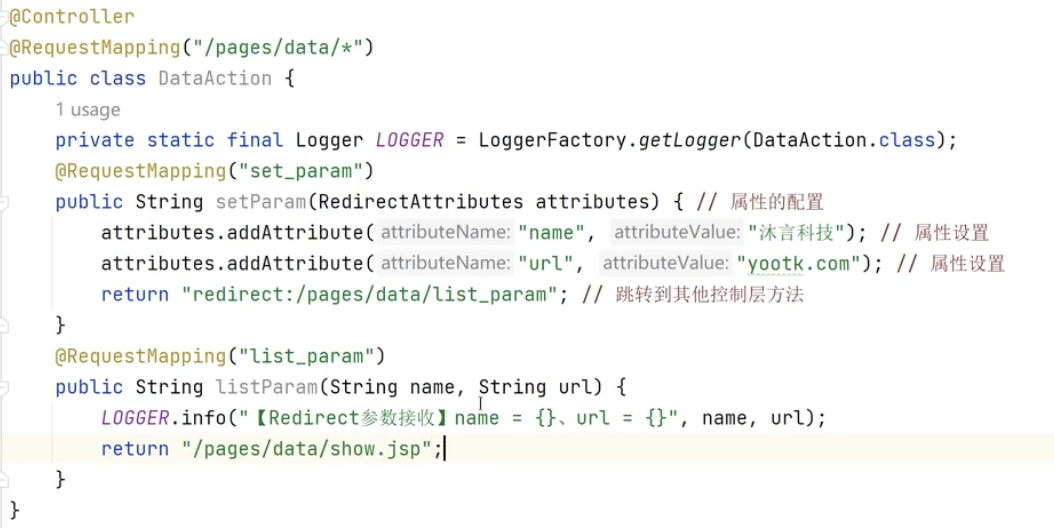 @Controller
@RequestMapping("/pages/data/*")
public class DataAction {
1 usage
private static final Logger LOGGER = LoggerFactory.getLogger(DataAction.class);
@RequestMapping("set_param")
public String setParam(RedirectAttributes attributes) { // 属性的配置
attributes.addAttribute( attributeName: "name", attributeValue: "沐言科技"); // 属性设置
attributes.addAttribute( attributeName: "url", attributeValue: "yootk.com"); // 属性设置
return "redirect:/pages/data/list_param"; // 跳转到其他控制层方法
}
@RequestMapping("list_param")
public String listParam(String name, String url) {
LOGGER.info("【Redirect参数接收】name = {}、url = {}", name, url);
return "/pages/data/show.jsp";
}
}